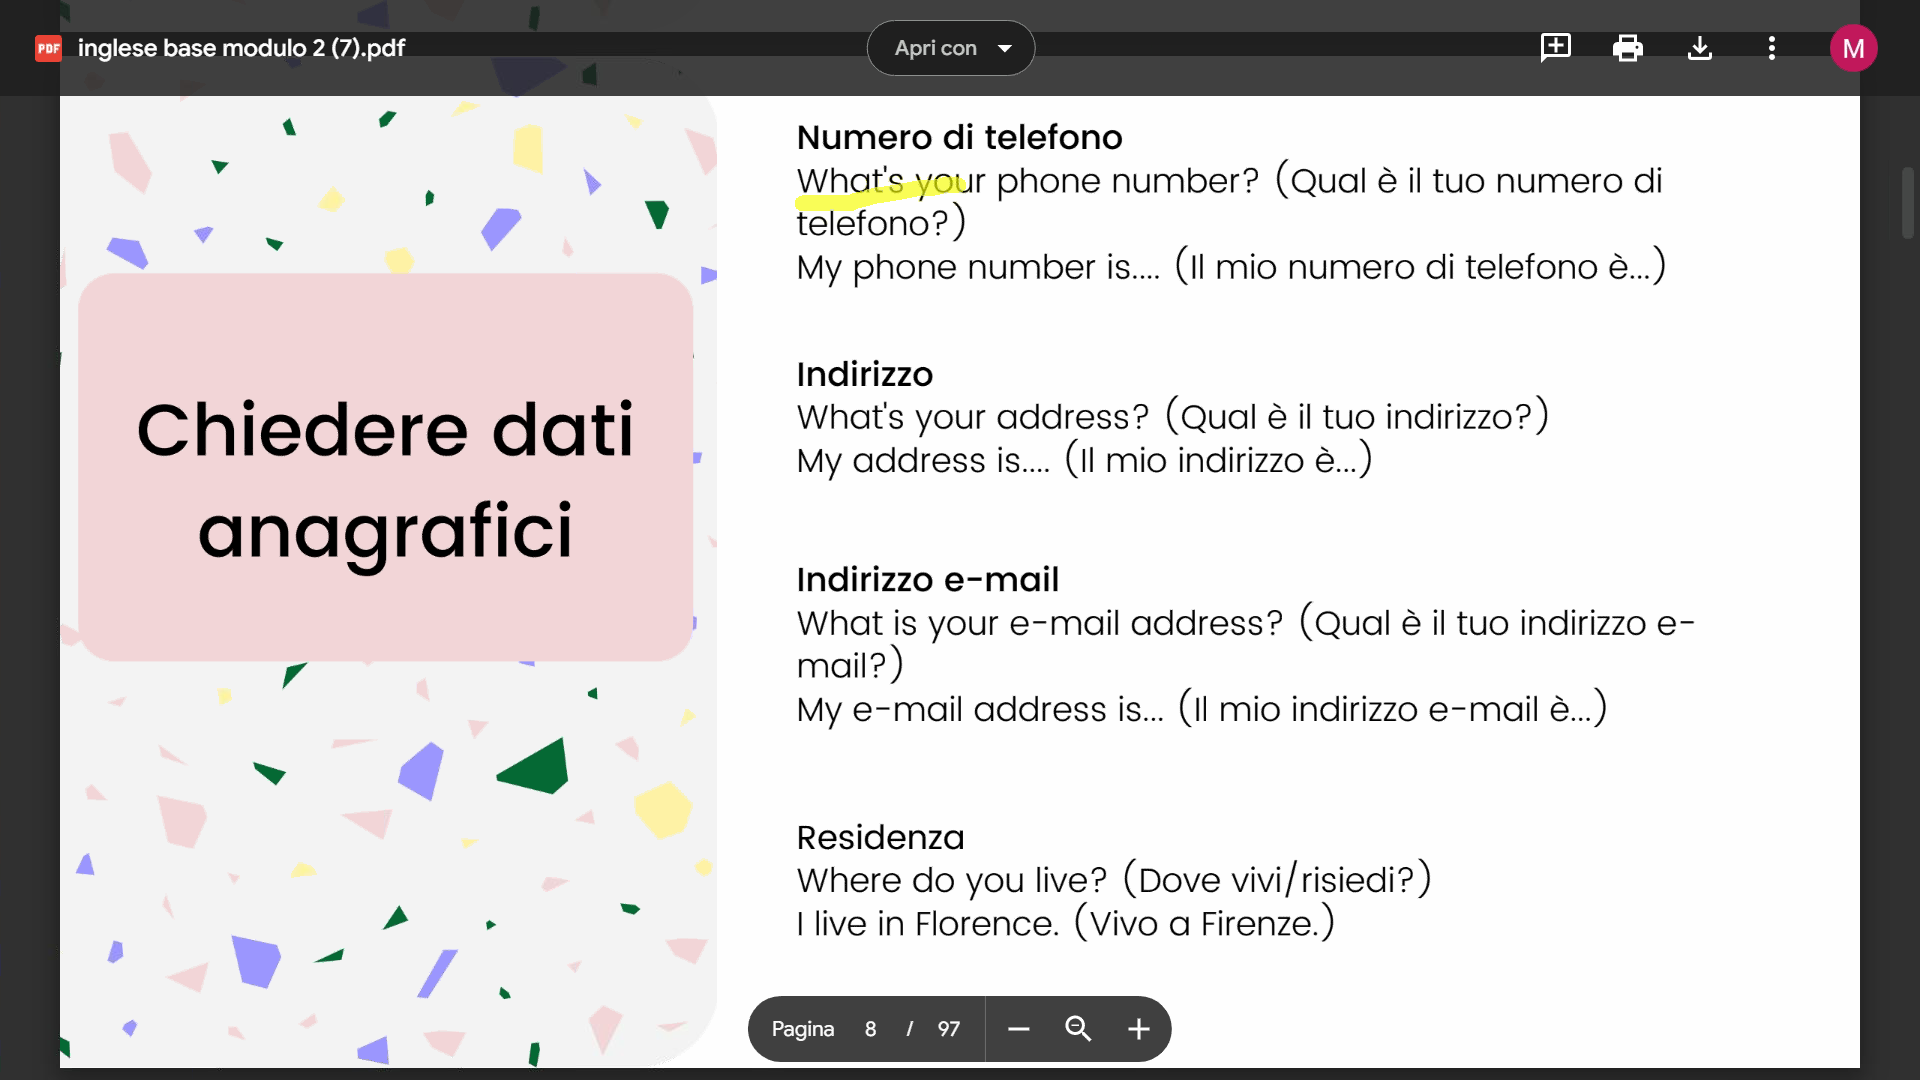 PDF inglese base modulo 2 (7).pdf
Apri con
M
Chiedere dati
anagrafici
Numero di telefono
What's your phone number? (Qual è il tuo numero di
telefono?)
My phone number is.... (Il mio numero di telefono è...)
Indirizzo
What's your address? (Qual è il tuo indirizzo?)
My address is.... (Il mio indirizzo è...)
Indirizzo e-mail
What is your e-mail address? (Qual è il tuo indirizzo e-
mail?)
My e-mail address is... (Il mio indirizzo e-mail è...)
Residenza
Where do you live? (Dove vivi/risiedi?)
I live in Florence. (Vivo a Firenze.)
Pagina 8 / 97